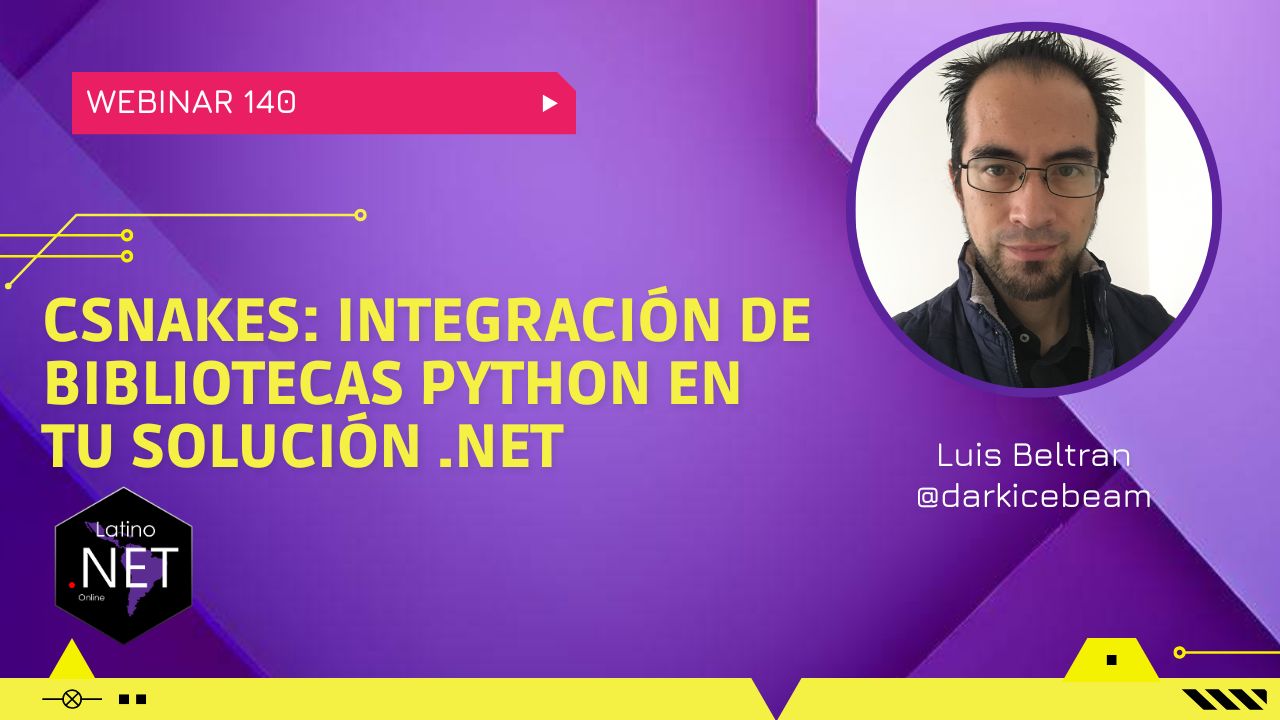 WEBINAR 140
CSNAKES: INTEGRACIÓN DE
BIBLIOTECAS PYTHON EN
TU SOLUCIÓN .NET
Luis Beltran
@darkicebeam
Latino
.NET
Online